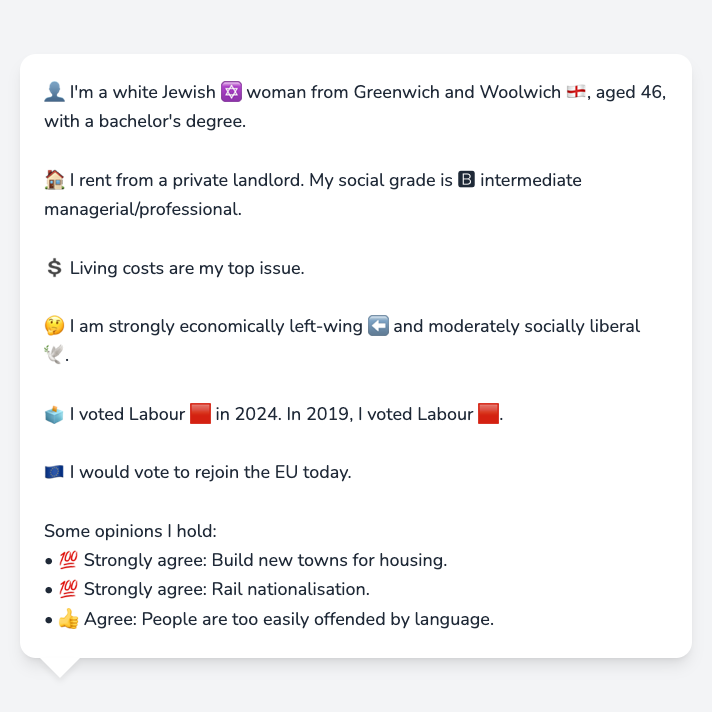 👤 I'm a white Jewish 🔯 woman from Greenwich and Woolwich 🏴󠁧󠁢󠁥󠁮󠁧󠁿, aged 46,
with a bachelor's degree.
🏠 I rent from a private landlord. My social grade is 🅱 intermediate
managerial/professional.
💲 Living costs are my top issue.
🤔 I am strongly economically left-wing ⬅️ and moderately socially liberal
🕊️.
🗳️ I voted Labour 🟥 in 2024. In 2019, I voted Labour 🟥.
🇪🇺 I would vote to rejoin the EU today.
Some opinions I hold:
• 💯 Strongly agree: Build new towns for housing.
• 💯 Strongly agree: Rail nationalisation.
• 👍 Agree: People are too easily offended by language.